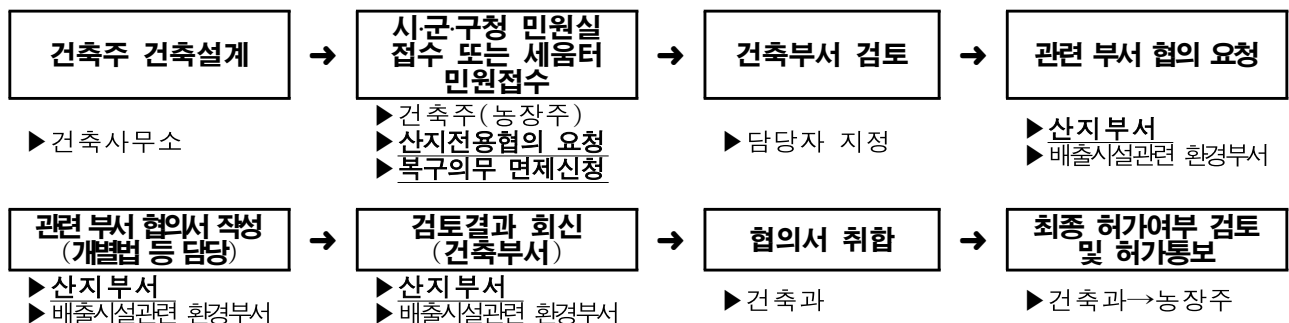 건축주 건축설계
➜
시·군·구청 민원실
접수 또는 세움터
민원접수
➜
건축부서 검토
➜
관련 부서 협의 요청
▶건축사무소
▶건축주(농장주)
▶산지전용협의 요청
▶복구의무 면제신청
▶담당자 지정
▶산지부서
▶배출시설관련 환경부서
관련 부서 협의서 작성
(개별법 등 담당)
➜
검토결과 회신
(건축부서)
➜
협의서 취합
➜
최종 허가여부 검토
및 허가통보
▶산지부서
▶배출시설관련 환경부서
▶산지부서
▶배출시설관련 환경부서
▶건축과
▶건축과→농장주